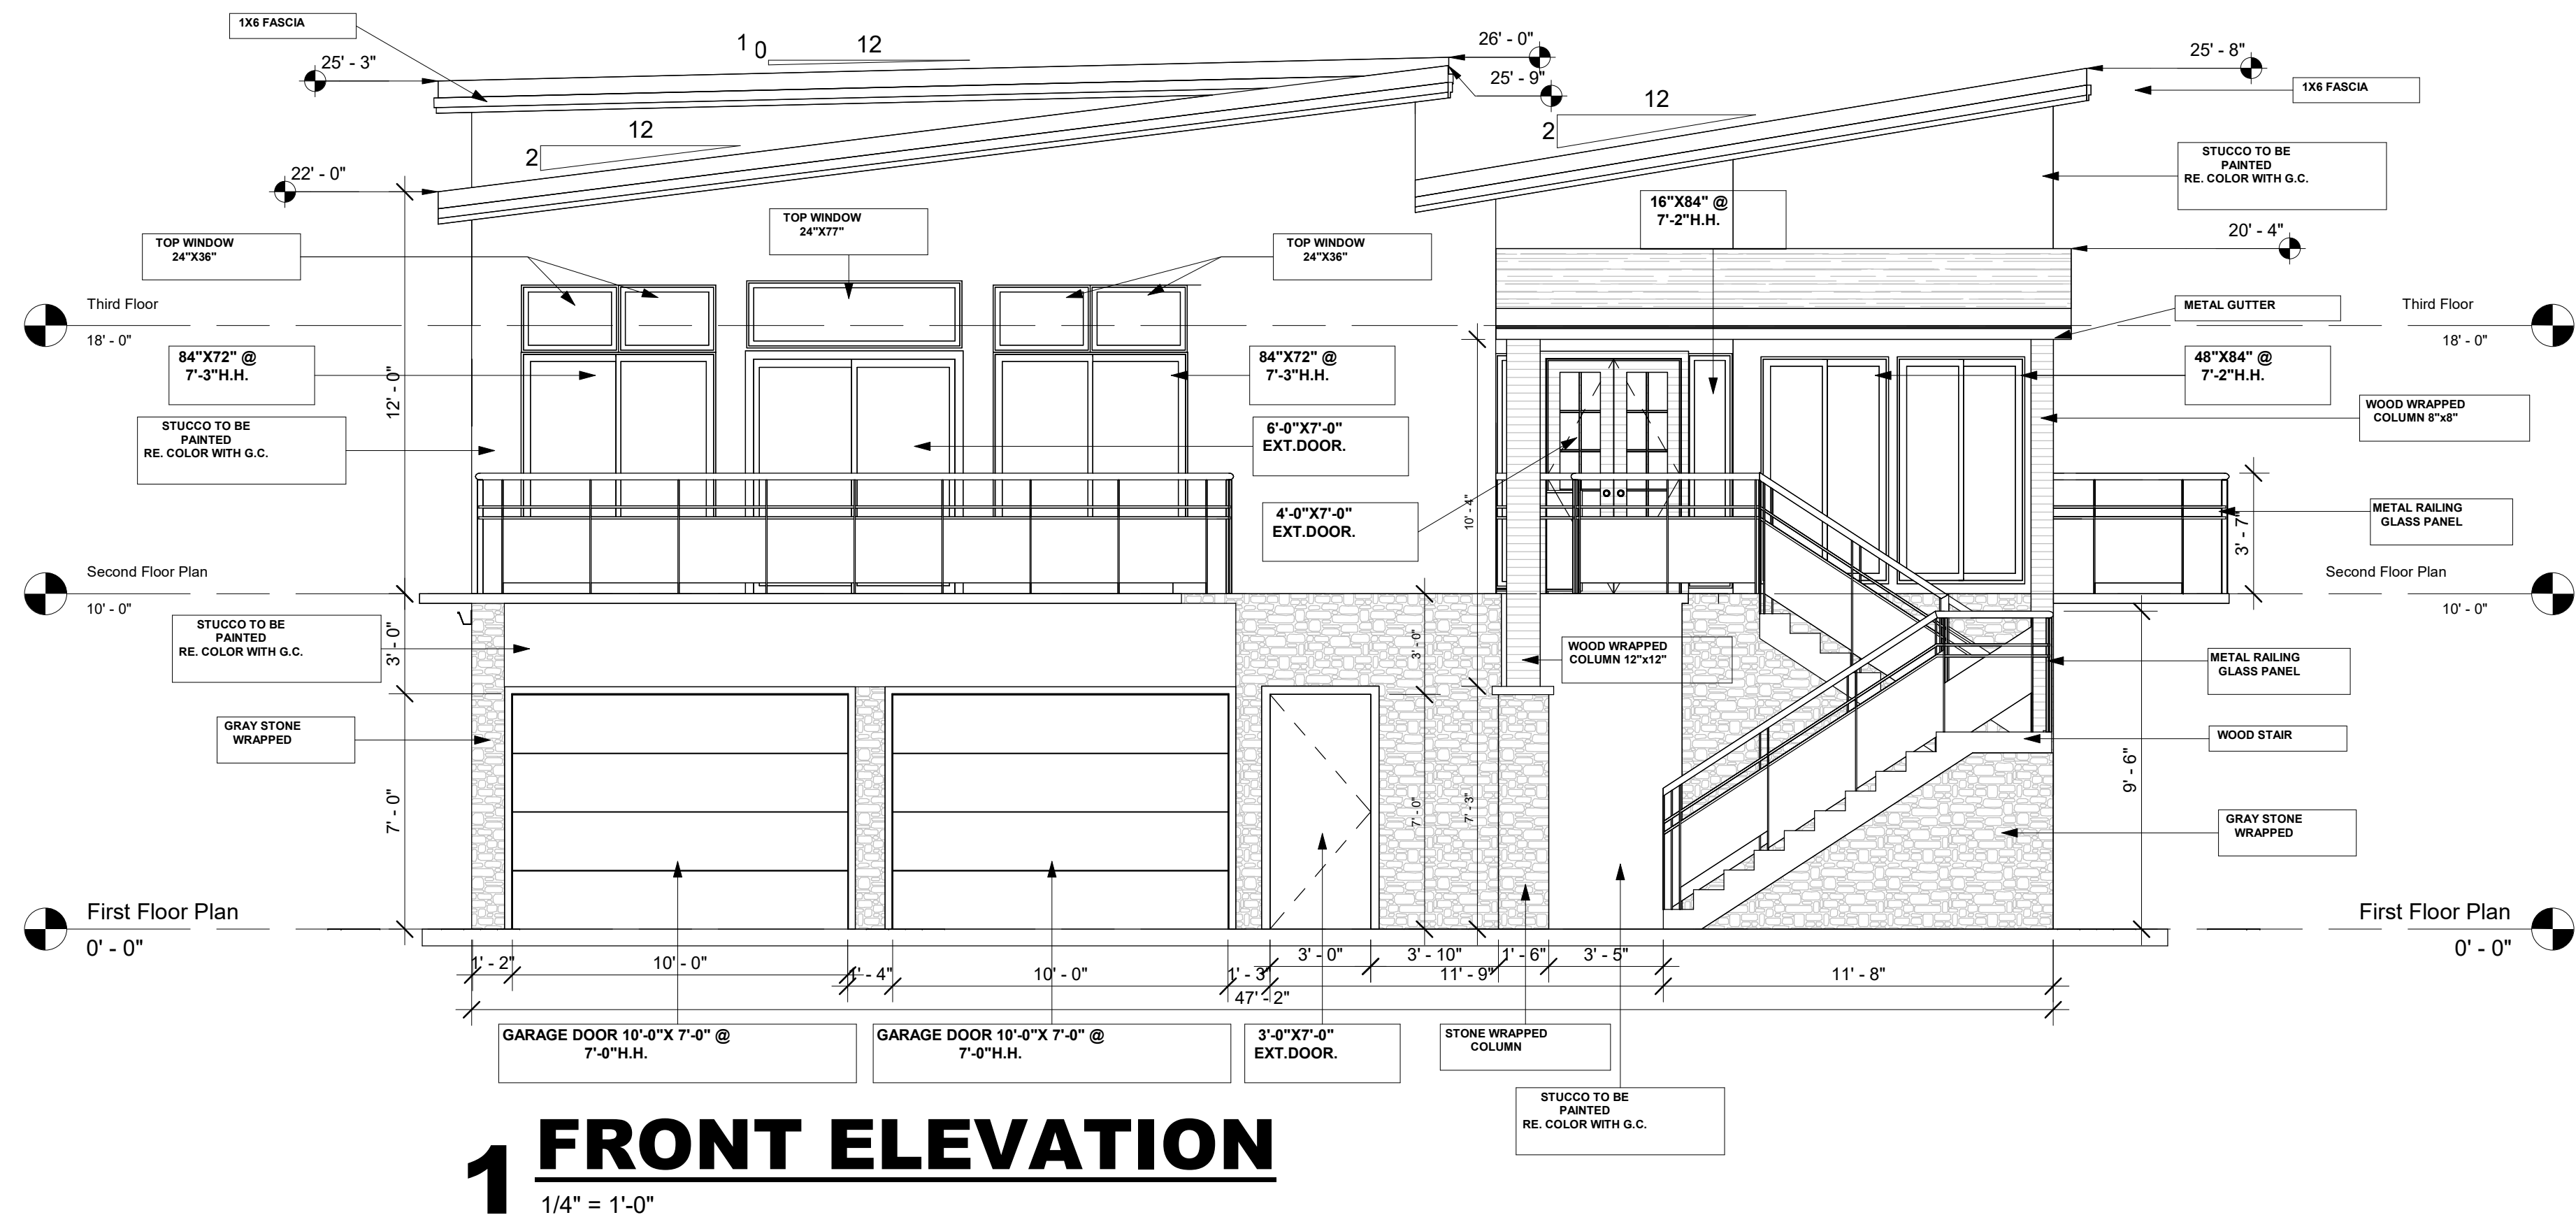 1X6 FASCIA
25' - 3"
1
0
12
26' - 0"
25' - 9"
25' - 8"
1X6 FASCIA
12
2
12
2
22' - 0"
STUCCO TO BE
PAINTED
RE. COLOR WITH G.C.
16"X84" @
7'-2"H.H.
TOP WINDOW
24"X77"
TOP WINDOW
24"X36"
TOP WINDOW
24"X36"
20' - 4"
Third Floor
18' - 0"
METAL GUTTER
Third Floor
18' - 0"
84"X72" @
7'-3"H.H.
12' - 0"
84"X72" @
7'-3"H.H.
48"X84" @
7'-2"H.H.
STUCCO TO BE
PAINTED
RE. COLOR WITH G.C.
6'-0"X7'-0"
EXT.DOOR.
WOOD WRAPPED
COLUMN 8"x8"
4'-0"X7'-0"
EXT.DOOR.
10' - 4"
3' - 7"
METAL RAILING
GLASS PANEL
Second Floor Plan
10' - 0"
Second Floor Plan
10' - 0"
STUCCO TO BE
PAINTED
RE. COLOR WITH G.C.
3' - 0"
3' - 0"
WOOD WRAPPED
COLUMN 12"x12"
METAL RAILING
GLASS PANEL
GRAY STONE
WRAPPED
WOOD STAIR
7' - 0"
7' - 0"
7' - 3"
9' - 6"
GRAY STONE
WRAPPED
First Floor Plan
0' - 0"
First Floor Plan
0' - 0"
1' - 2"
10' - 0"
1' - 4"
10' - 0"
1' - 3"
3' - 0"
3' - 10"
11' - 9"
1' - 6"
3' - 5"
11' - 8"
47' - 2"
GARAGE DOOR 10'-0"X 7'-0" @
7'-0"H.H.
GARAGE DOOR 10'-0"X 7'-0" @
7'-0"H.H.
3'-0"X7'-0"
EXT.DOOR.
STONE WRAPPED
COLUMN
STUCCO TO BE
PAINTED
RE. COLOR WITH G.C.
1 FRONT ELEVATION
1/4" = 1'-0"